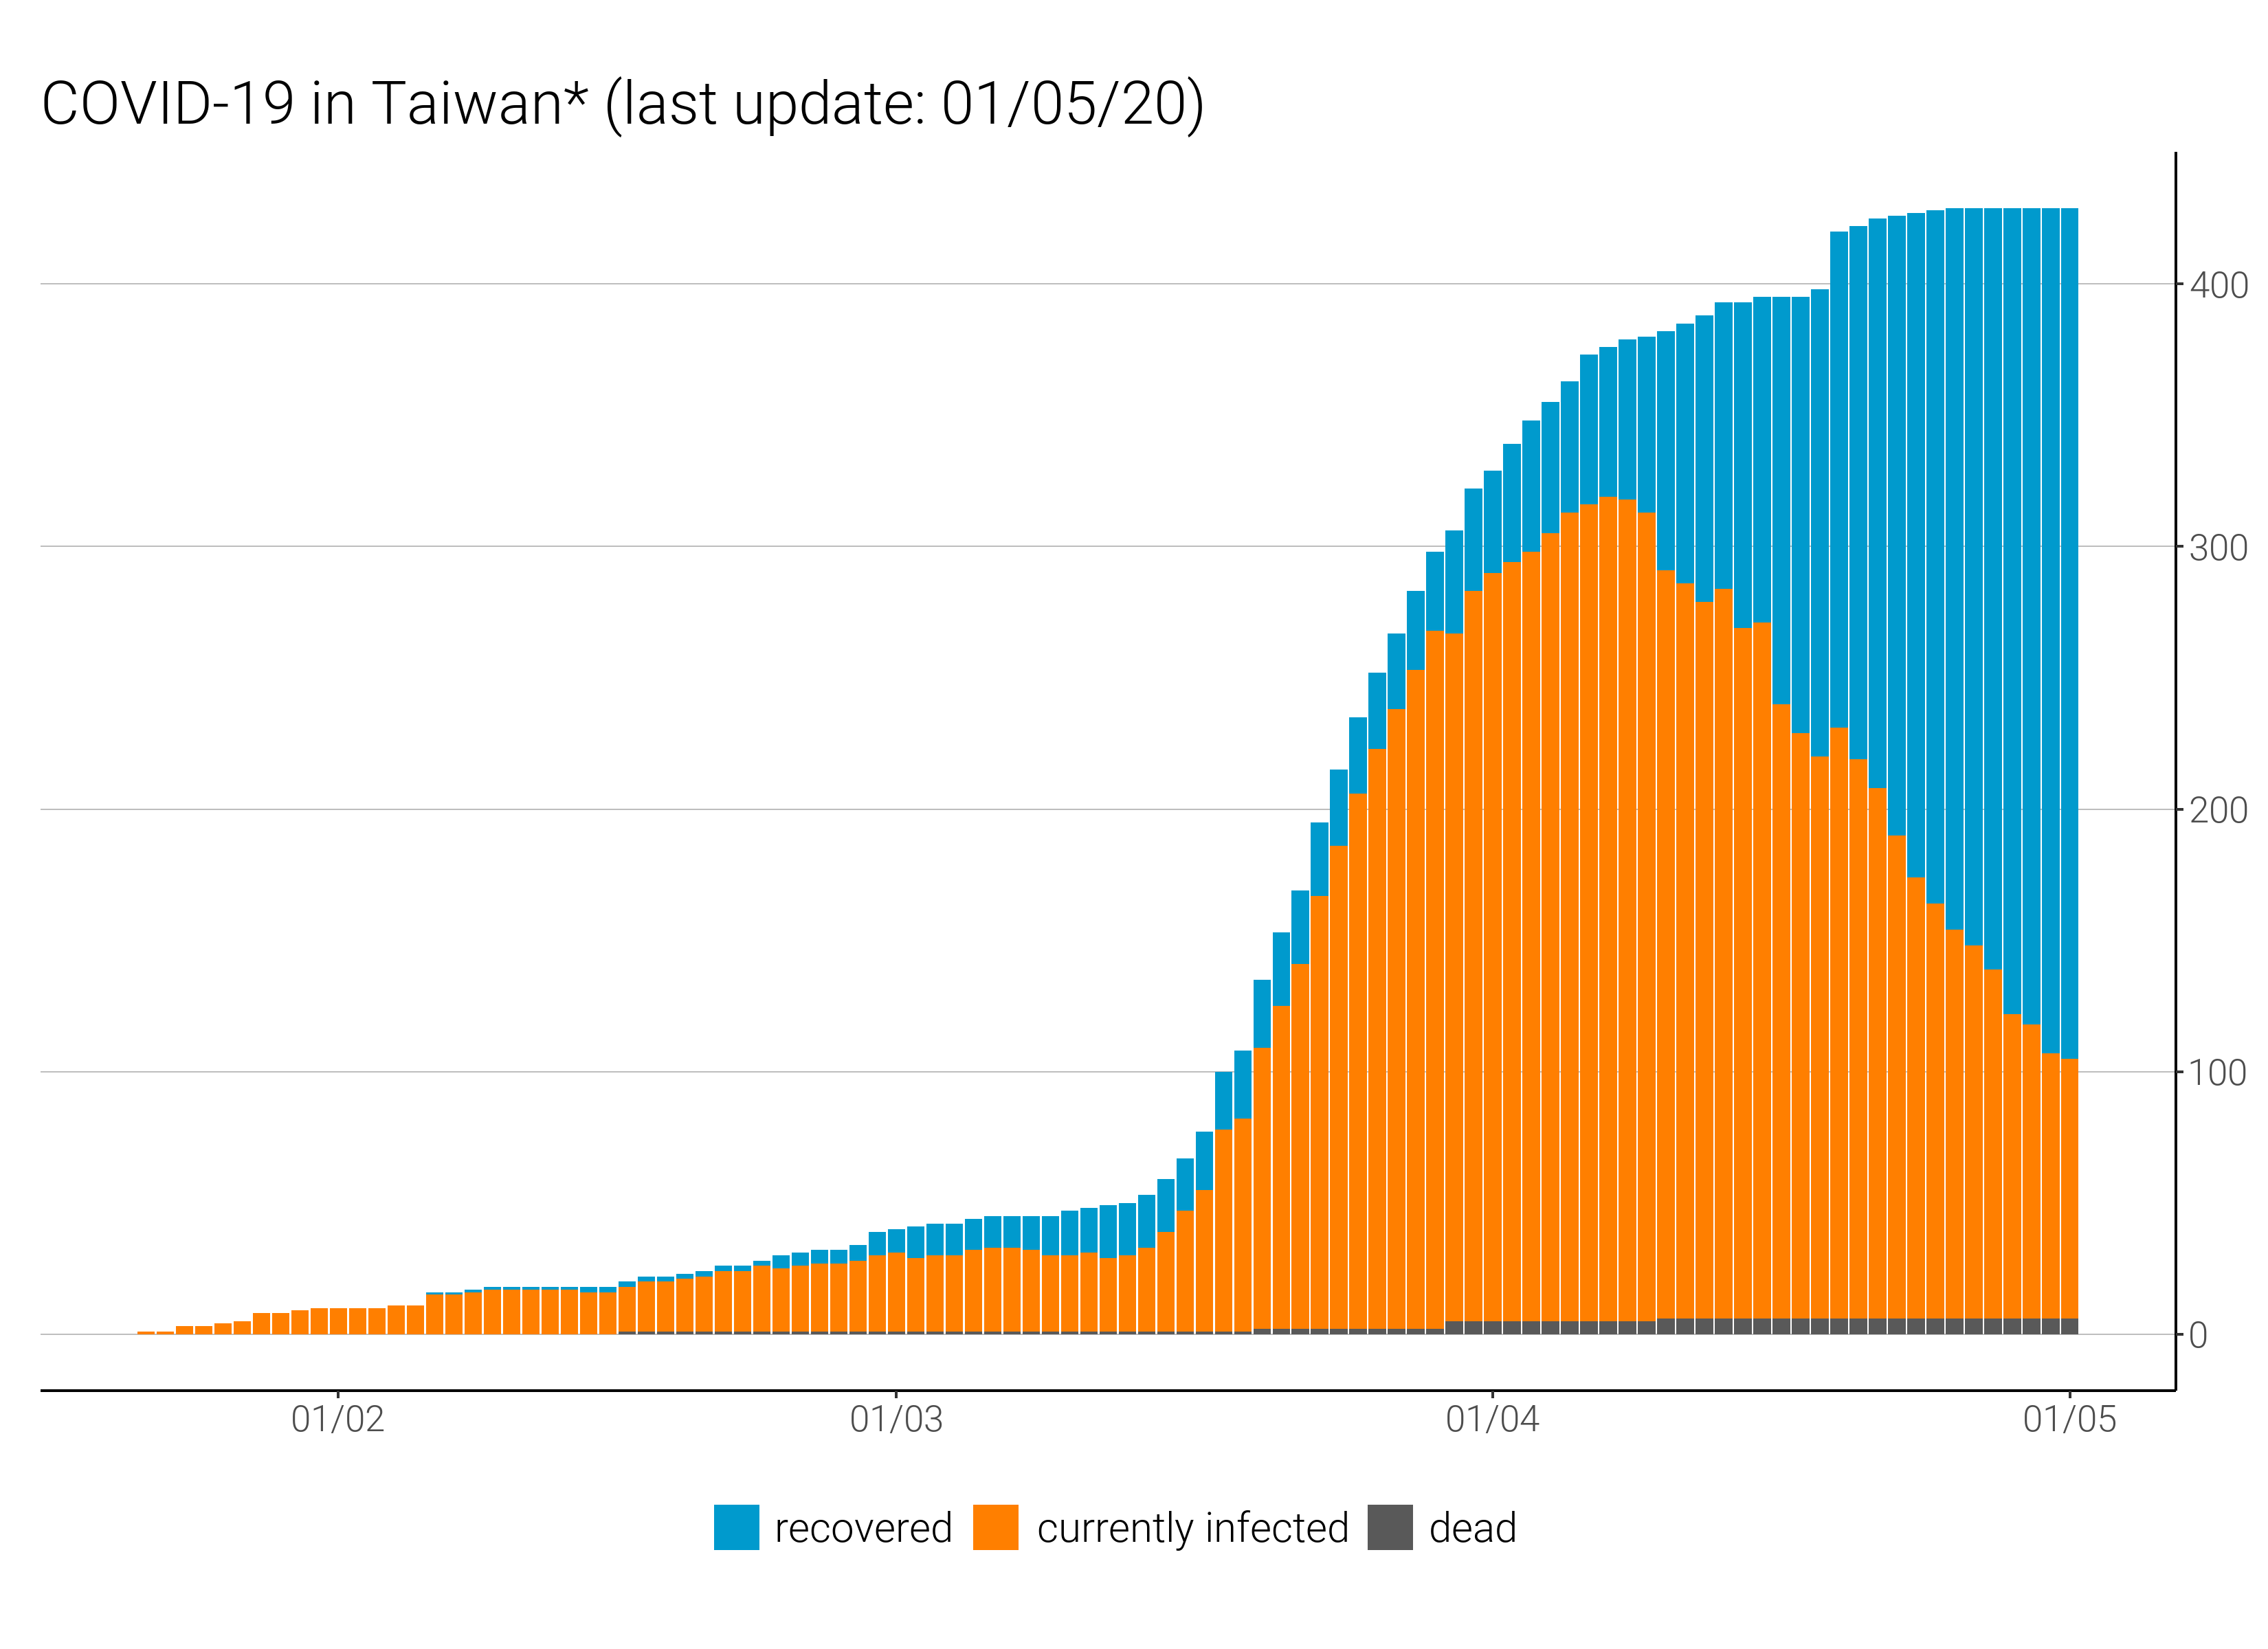 COVID-19 in Taiwan* (last update: 01/05/20)
400
300
200
100
0
01/02 01/03 01/04 01/05
recovered currently infected dead